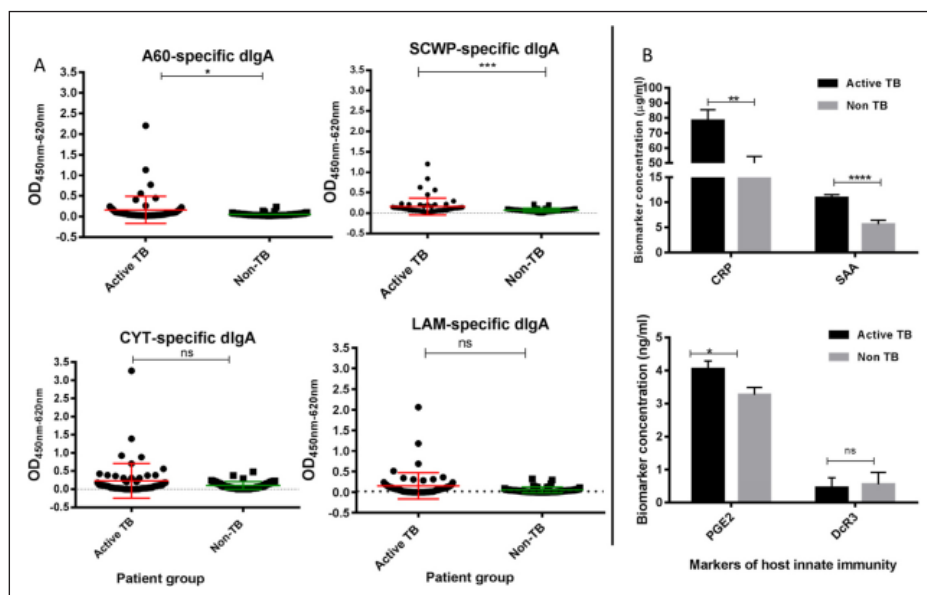 A
A60-specific dIgA
*
3.5
3.0
2.5
2.0
1.5
1.0
0.5
0.0
-0.5
OD450nm-620nm
Active TB
Non-TB
SCWP-specific dIgA
***
3.5
3.0
2.5
2.0
1.5
1.0
0.5
0.0
-0.5
OD450nm-620nm
Active TB
Non-TB
CYT-specific dIgA
ns
3.5
3.0
2.5
2.0
1.5
1.0
0.5
0.0
-0.5
OD450nm-620nm
Active TB
Non-TB
Patient group
LAM-specific dIgA
ns
3.5
3.0
2.5
2.0
1.5
1.0
0.5
0.0
-0.5
OD450nm-620nm
Active TB
Non-TB
Patient group
B
Active TB
Non TB
Biomarker concentration (µg/ml)
100
90
80
70
60
50
15
10
5
0
**
****
CRP
SAA
Active TB
Non TB
Biomarker concentration (ng/ml)
5
4
3
2
1
0
*
ns
PGE2
DcR3
Markers of host innate immunity